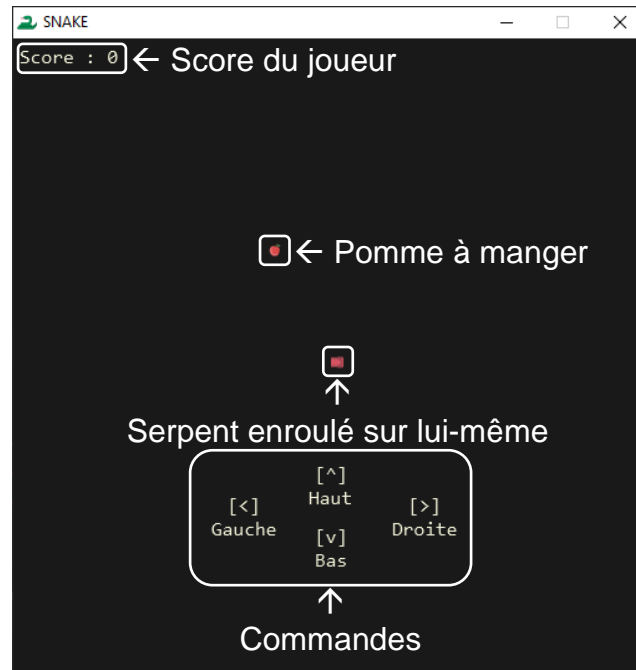 SNAKE
Score : 0 ← Score du joueur
← Pomme à manger
↑
Serpent enroulé sur lui-même
[^]
Haut
[<]
Gauche
[>]
Droite
[v]
Bas
↑
Commandes